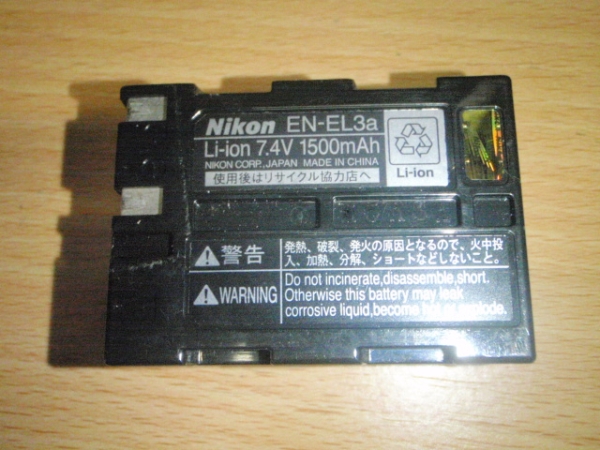 Nikon EN-EL3a
Li-ion 7.4V 1500mAh
NIKON CORP., JAPAN MADE IN CHINA
使用後はリサイクル協力店へ
Li-ion
警告
発熱、破裂、発火の原因となるので、火中投
入、加熱、分解、ショートなどしないこと。
WARNING
Do not incinerate,disassemble,short.
Otherwise this battery may leak
corrosive liquid,become hot or explode.